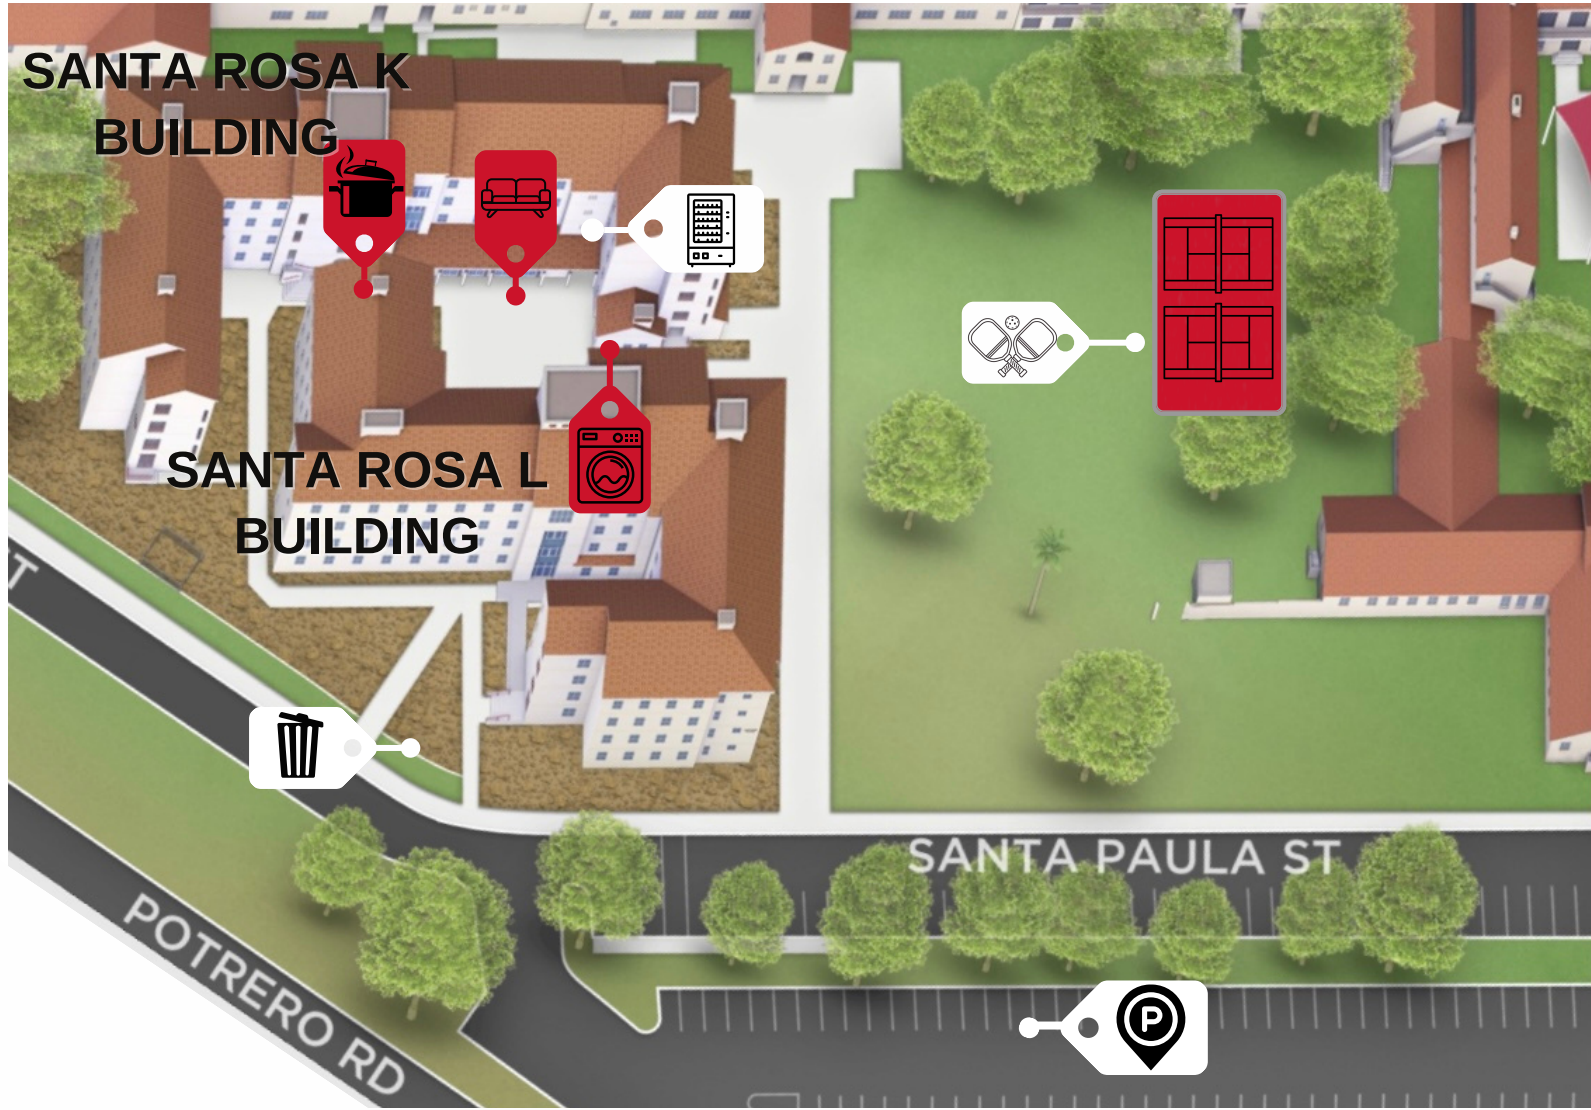 SANTA ROSA K
BUILDING
SANTA ROSA L
BUILDING
T
SANTA PAULA ST
P
POTRERO RD